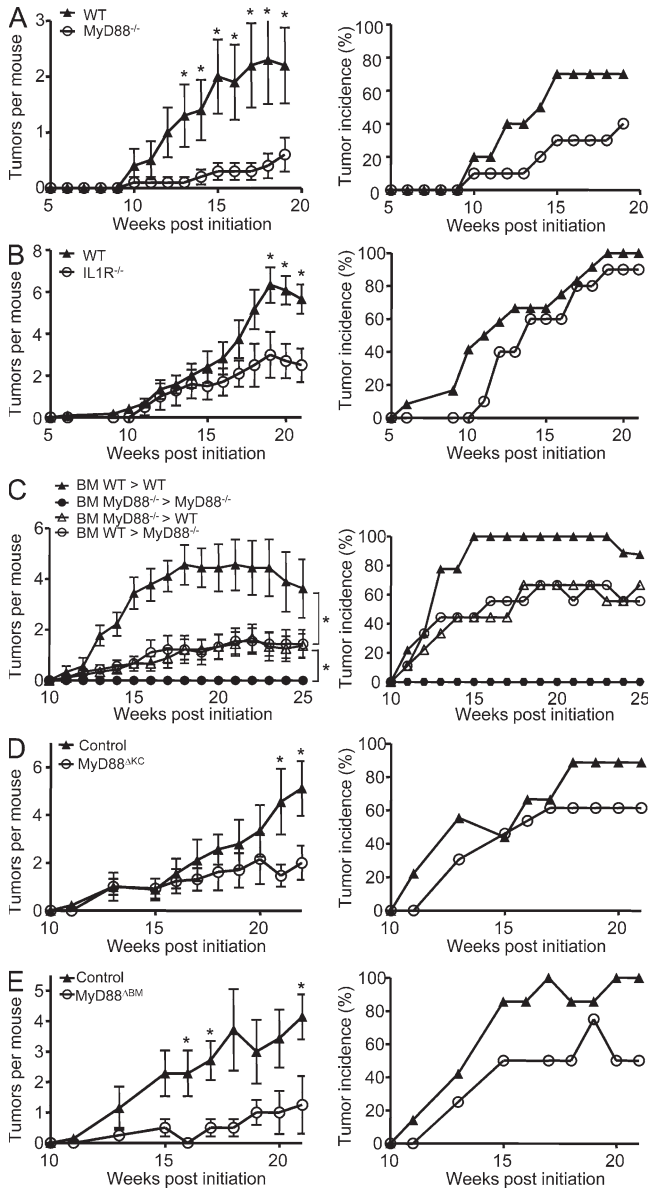 A
WT
MyD88-/-
* * * * * *
Tumors per mouse
3
2
1
0
5 10 15 20
Weeks post initiation
Tumor incidence (%)
100
80
60
40
20
0
5 10 15 20
Weeks post initiation
B
WT
IL1R-/-
* * *
Tumors per mouse
8
6
4
2
0
5 10 15 20
Weeks post initiation
Tumor incidence (%)
100
80
60
40
20
0
5 10 15 20
Weeks post initiation
C
BM WT > WT
BM MyD88-/- > MyD88-/-
BM MyD88-/- > WT
BM WT > MyD88-/-
Tumors per mouse
6
4
2
0
*
*
10 15 20 25
Weeks post initiation
Tumor incidence (%)
100
80
60
40
20
0
10 15 20 25
Weeks post initiation
D
Control
MyD88ΔKC
* *
Tumors per mouse
6
4
2
0
10 15 20
Weeks post initiation
Tumor incidence (%)
100
80
60
40
20
0
10 15 20
Weeks post initiation
E
Control
MyD88ΔBM
* * *
Tumors per mouse
5
4
3
2
1
0
10 15 20
Weeks post initiation
Tumor incidence (%)
100
80
60
40
20
0
10 15 20
Weeks post initiation